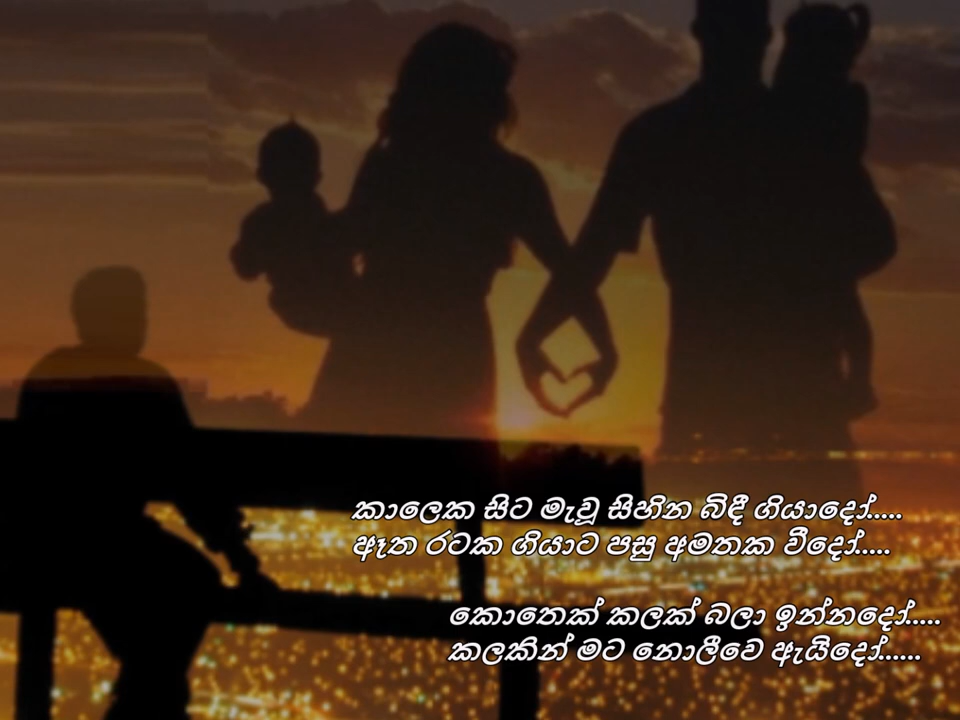 කාලෙක සිට මැවූ සිහින බිඳී ගියාදෝ.....
ඈත රටක ගියාට පසු අමතක වීදෝ.....
කොතෙක් කලක් බලා ඉන්නදෝ.....
කලකින් මට නොලීවෙ ඇයිදෝ......